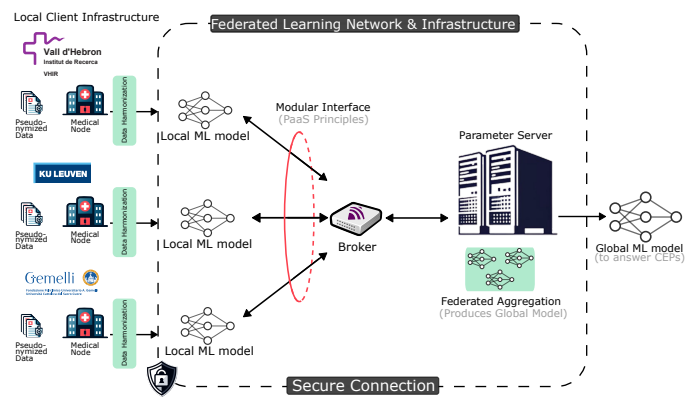 Local Client Infrastructure
Federated Learning Network & Infrastructure
Vall d'Hebron
Institut de Recerca
VHIR
Pseudo-
nymized
Data
Medical
Node
Data Harmonization
Local ML model
Modular Interface
(PaaS Principles)
Parameter Server
KU LEUVEN
Pseudo-
nymized
Data
Medical
Node
Data Harmonization
Local ML model
Broker
Global ML model
(to answer CEPs)
Gemelli
Federated Aggregation
(Produces Global Model)
Pseudo-
nymized
Data
Medical
Node
Data Harmonization
Local ML model
Secure Connection